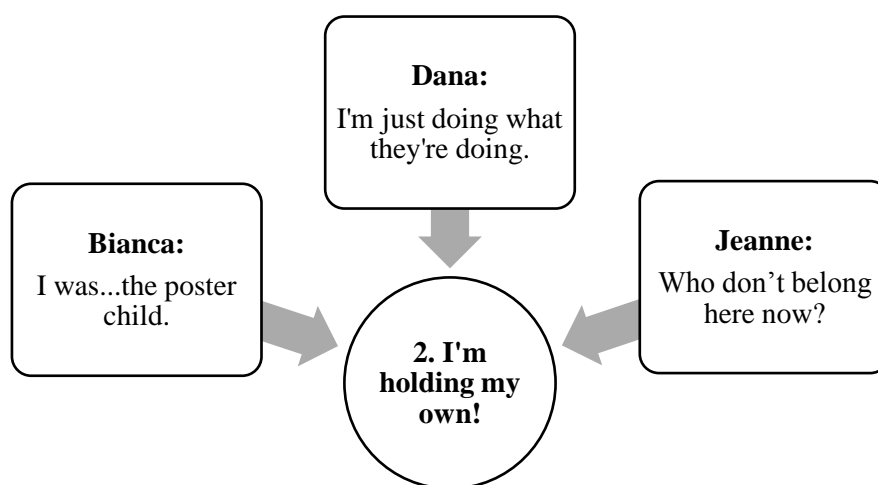 Dana:
I'm just doing what
they're doing.
Bianca:
I was...the poster
child.
Jeanne:
Who don’t belong
here now?
2. I'm
holding my
own!